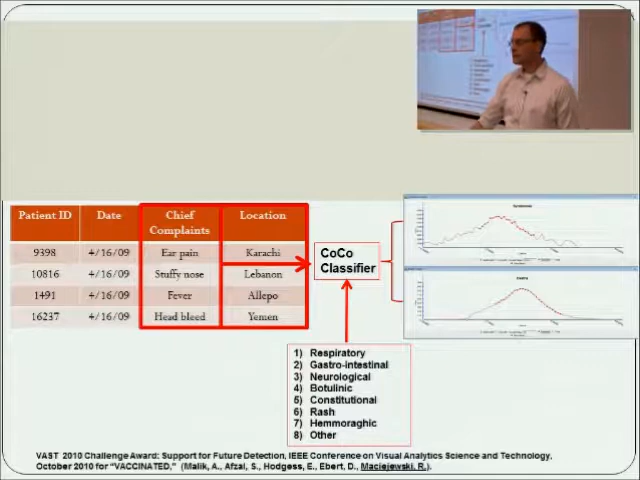 Patient ID Date Chief Complaints Location
9398 4/16/09 Ear pain Karachi
10816 4/16/09 Stuffy nose Lebanon
1491 4/16/09 Fever Allepo
16237 4/16/09 Head bleed Yemen
CoCo
Classifier
1) Respiratory
2) Gastro-intestinal
3) Neurological
4) Botulinic
5) Constitutional
6) Rash
7) Hemmoraghic
8) Other
VAST 2010 Challenge Award: Support for Future Detection, IEEE Conference on Visual Analytics Science and Technology,
October 2010 for "VACCINATED," (Malik, A., Afzal, S., Hodgess, E., Ebert, D., Maciejewski, R.).